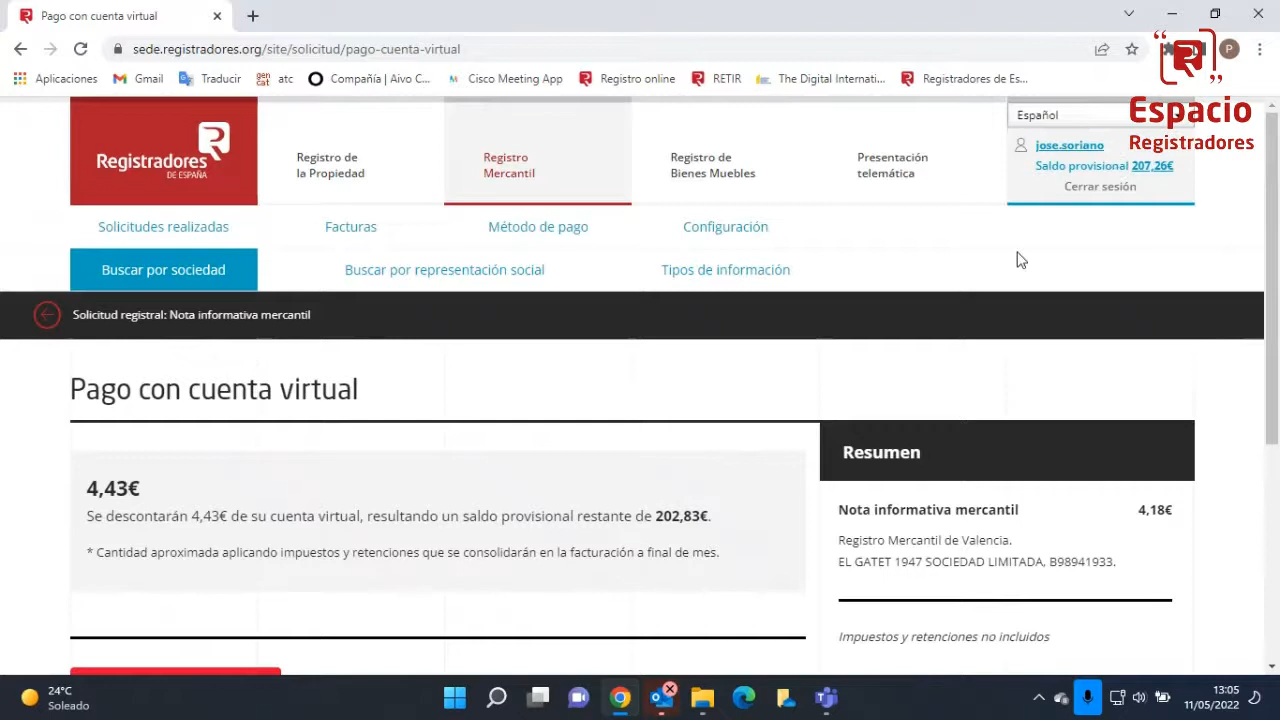 Pago con cuenta virtual
sede.registradores.org/site/solicitud/pago-cuenta-virtual
P
Aplicaciones
Gmail
Traducir
gen cat
atc
Compañía | Aivo C...
Cisco Meeting App
Registro online
RETIR
The Digital Internati...
Registradores de Es...
Espacio
Registradores
Registradores
DE ESPAÑA
Registro de
la Propiedad
Registro
Mercantil
Registro de
Bienes Muebles
Presentación
telemática
Español
jose.soriano
Saldo provisional 207,26€
Cerrar sesión
Solicitudes realizadas
Facturas
Método de pago
Configuración
Buscar por sociedad
Buscar por representación social
Tipos de información
Solicitud registral: Nota informativa mercantil
Pago con cuenta virtual
4,43€
Se descontarán 4,43€ de su cuenta virtual, resultando un saldo provisional restante de 202,83€.
* Cantidad aproximada aplicando impuestos y retenciones que se consolidarán en la facturación a final de mes.
Resumen
Nota informativa mercantil 4,18€
Registro Mercantil de Valencia.
EL GATET 1947 SOCIEDAD LIMITADA, B98941933.
Impuestos y retenciones no incluidos
24°C
Soleado
13:05
11/05/2022